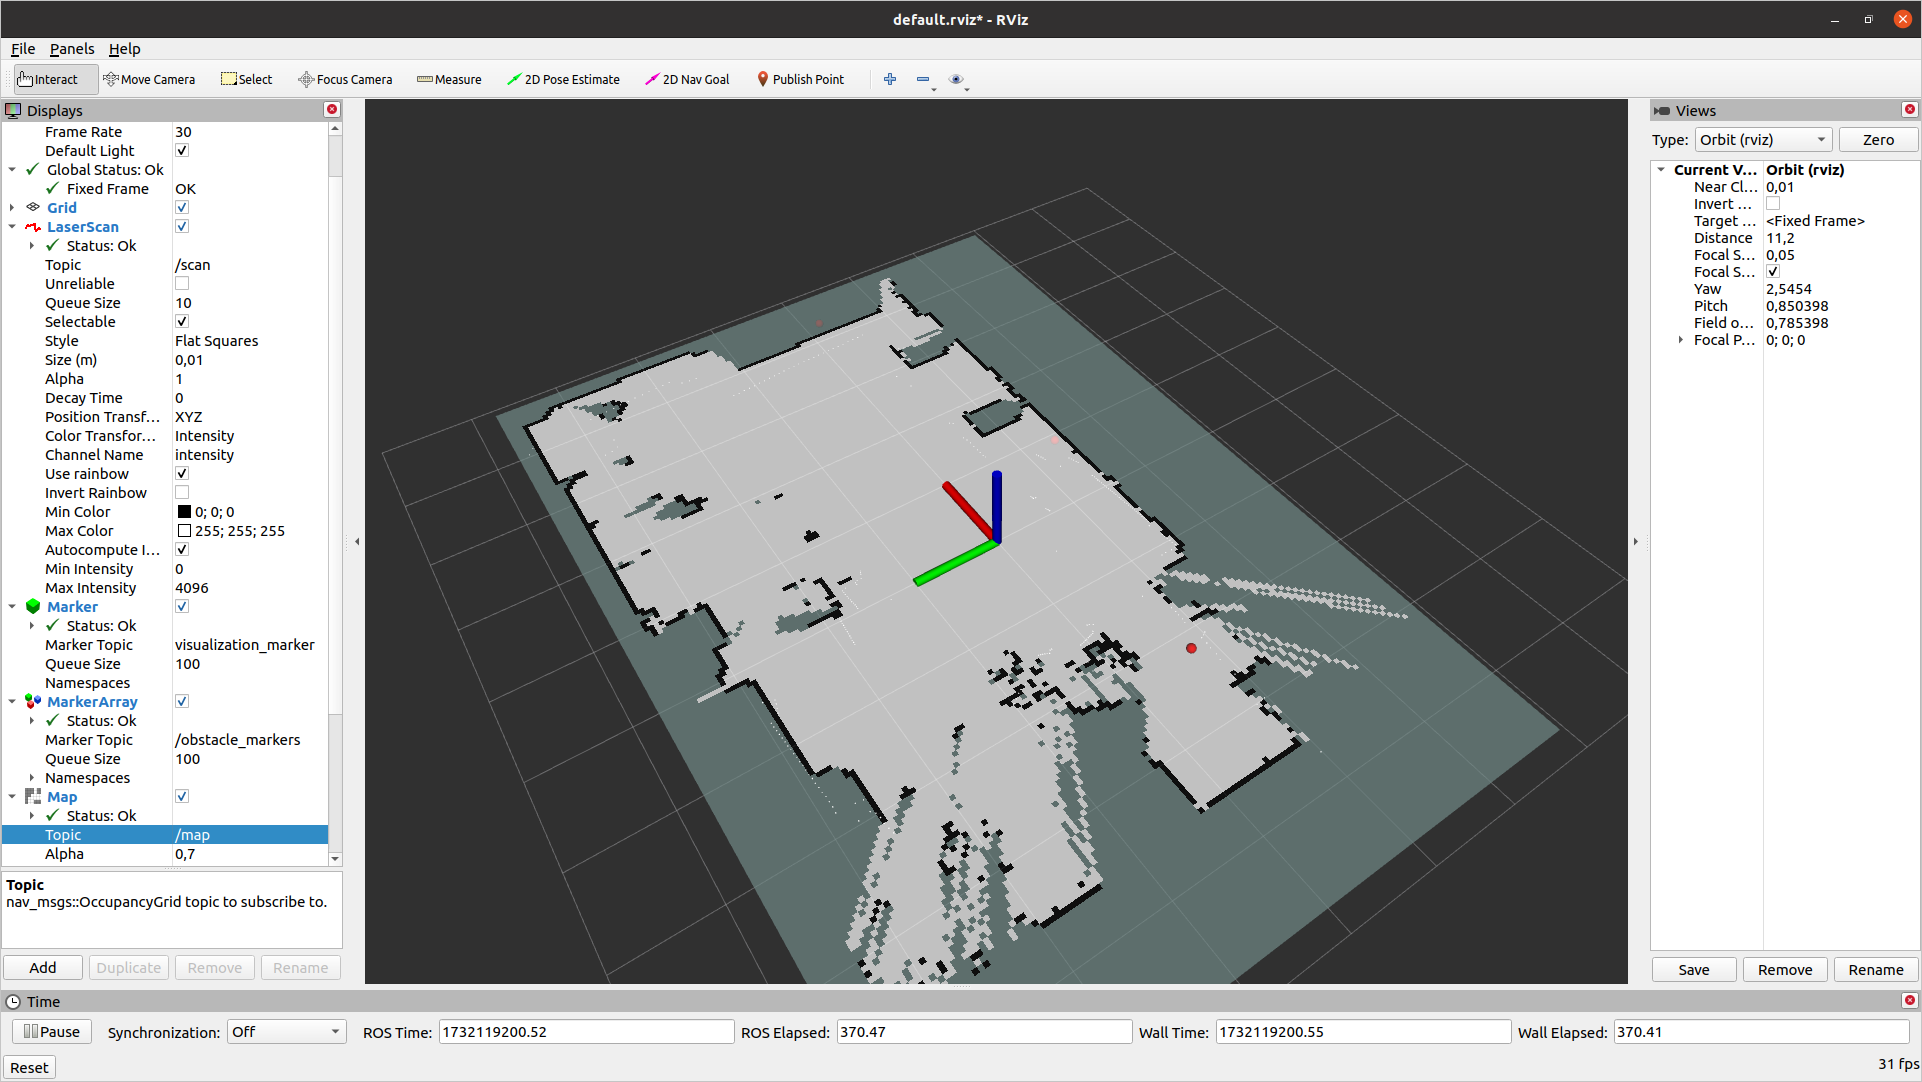 default.rviz* - RViz
File Panels Help
Interact Move Camera Select Focus Camera Measure 2D Pose Estimate 2D Nav Goal Publish Point
Displays
Frame Rate 30
Default Light
Global Status: Ok
Fixed Frame OK
Grid
LaserScan
Status: Ok
Topic /scan
Unreliable
Queue Size 10
Selectable
Style Flat Squares
Size (m) 0,01
Alpha 1
Decay Time 0
Position Transf... XYZ
Color Transfor... Intensity
Channel Name intensity
Use rainbow
Invert Rainbow
Min Color 0; 0; 0
Max Color 255; 255; 255
Autocompute I...
Min Intensity 0
Max Intensity 4096
Marker
Status: Ok
Marker Topic visualization_marker
Queue Size 100
Namespaces
MarkerArray
Status: Ok
Marker Topic /obstacle_markers
Queue Size 100
Namespaces
Map
Status: Ok
Topic /map
Alpha 0,7
Topic
nav_msgs::OccupancyGrid topic to subscribe to.
Add Duplicate Remove Rename
Views
Type: Orbit (rviz) Zero
Current V... Orbit (rviz)
Near Cl... 0,01
Invert ...
Target ... <Fixed Frame>
Distance 11,2
Focal S... 0,05
Focal S...
Yaw 2,5454
Pitch 0,850398
Field o... 0,785398
Focal P... 0; 0; 0
Save Remove Rename
Time
Pause Synchronization: Off ROS Time: 1732119200.52 ROS Elapsed: 370.47 Wall Time: 1732119200.55 Wall Elapsed: 370.41
Reset 31 fps